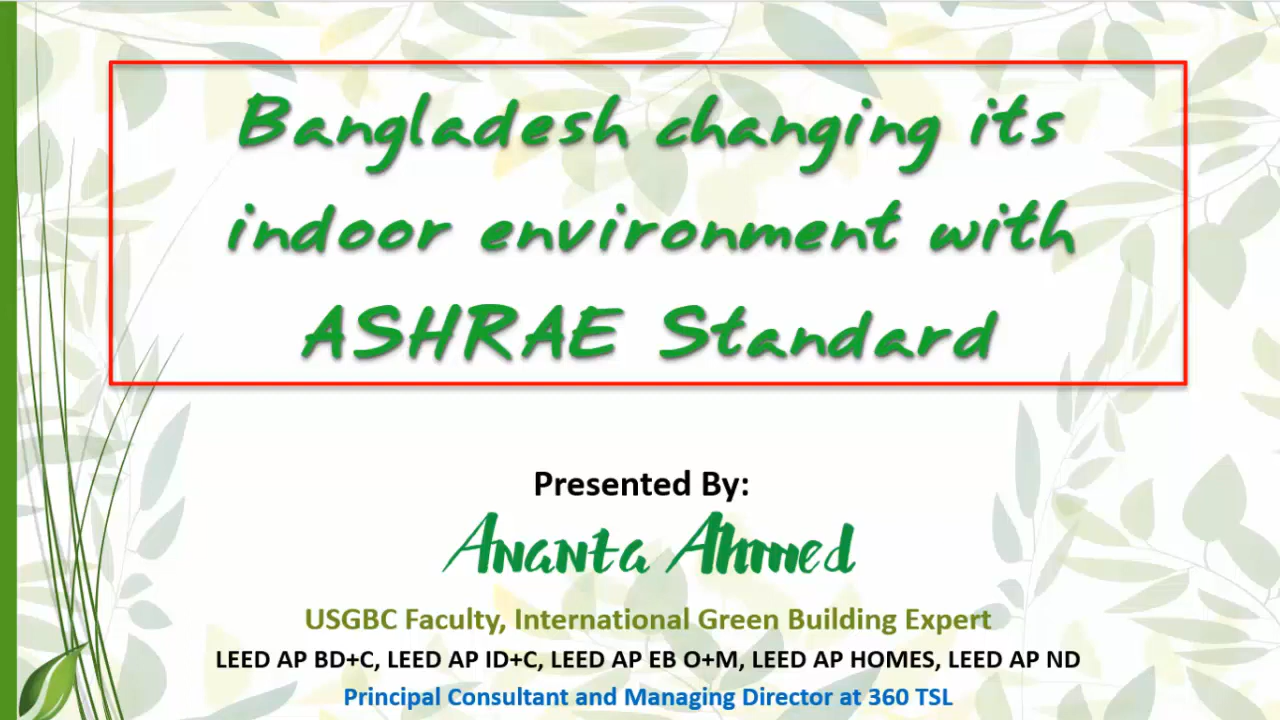 Bangladesh changing its
indoor environment with
ASHRAE Standard
Presented By:
Ananta Ahmed
USGBC Faculty, International Green Building Expert
LEED AP BD+C, LEED AP ID+C, LEED AP EB O+M, LEED AP HOMES, LEED AP ND
Principal Consultant and Managing Director at 360 TSL